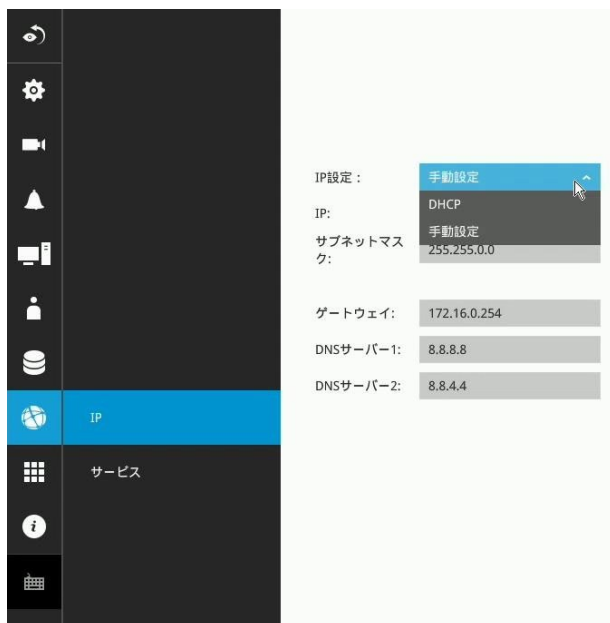 IP設定：
手動設定
DHCP
手動設定
IP:
サブネットマス
ク:
255.255.0.0
ゲートウェイ:
172.16.0.254
DNSサーバー1:
8.8.8.8
DNSサーバー2:
8.8.4.4
IP
サービス